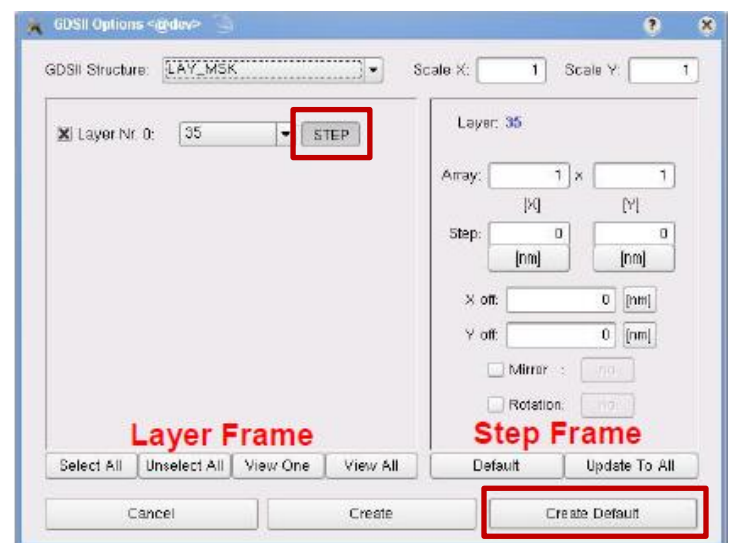 GDSII Options <@dev>
GDSII Structure: LAY_MSK Scale X: 1 Scale Y: 1
Layer Nr. 0: 35 STEP
Layer: 35
Array: 1 x 1
[X] [Y]
Step: 0 0
[nm] [nm]
X off: 0 [nm]
Y off: 0 [nm]
Mirror : no
Rotation: no
Layer Frame Step Frame
Select All Unselect All View One View All Default Update To All
Cancel Create Create Default